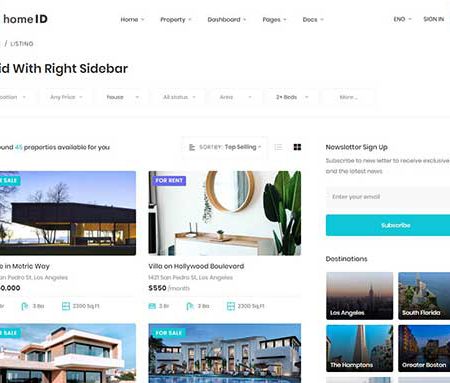 home ID
Home
Property
Dashboard
Pages
Docs
ENG
SIGN IN
/ LISTING
id With Right Sidebar
ocation
Any Price
house
All status
Area
2+ Beds
More...
ound 45 properties available for you
SORTBY: Top Selling
Newsletter Sign Up
Subscribe to new letter to receive exclusive
and the latest news
Enter your email
Subscribe
SALE
FOR RENT
e in Metric Way
San Pedro St, Los Angeles
0.000
Br
3 Ba
2300 Sq.Ft
Villa on Hollywood Boulevard
1421 San Pedro St, Los Angeles
$550 /month
3 Br
3 Ba
2300 Sq.Ft
Destinations
Los Angeles
South Florida
The Hamptons
Greater Boston
SALE
FOR SALE